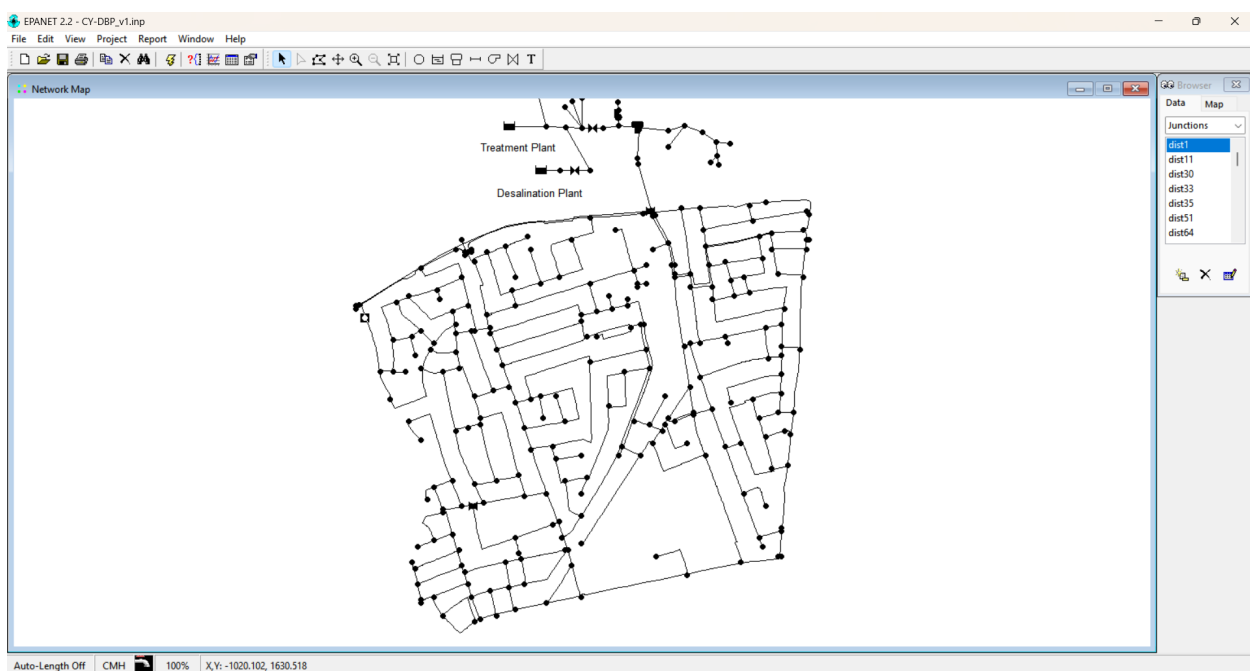 EPANET 2.2 - CY-DBP_v1.inp
File Edit View Project Report Window Help
T
Network Map
Browser
Data Map
Junctions
dist1
dist11
dist30
dist33
dist35
dist51
dist64
Treatment Plant
Desalination Plant
Auto-Length Off CMH 100% X,Y: -1020.102, 1630.518